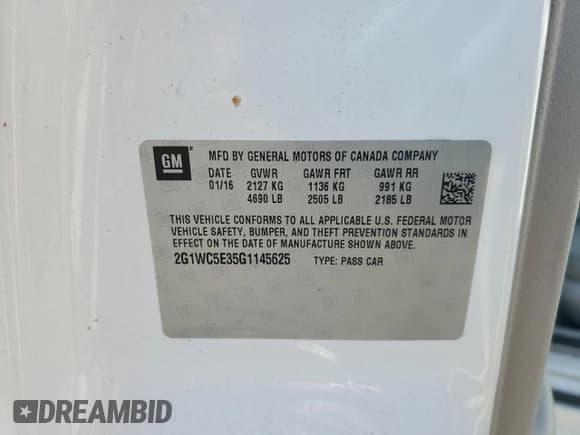 GM ® MFD BY GENERAL MOTORS OF CANADA COMPANY
DATE GVWR GAWR FRT GAWR RR
01/16 2127 KG 1136 KG 991 KG
4690 LB 2505 LB 2185 LB
THIS VEHICLE CONFORMS TO ALL APPLICABLE U.S. FEDERAL MOTOR
VEHICLE SAFETY, BUMPER, AND THEFT PREVENTION STANDARDS IN
EFFECT ON THE DATE OF MANUFACTURE SHOWN ABOVE.
2G1WC5E35G1145625 TYPE: PASS CAR
DREAMBID